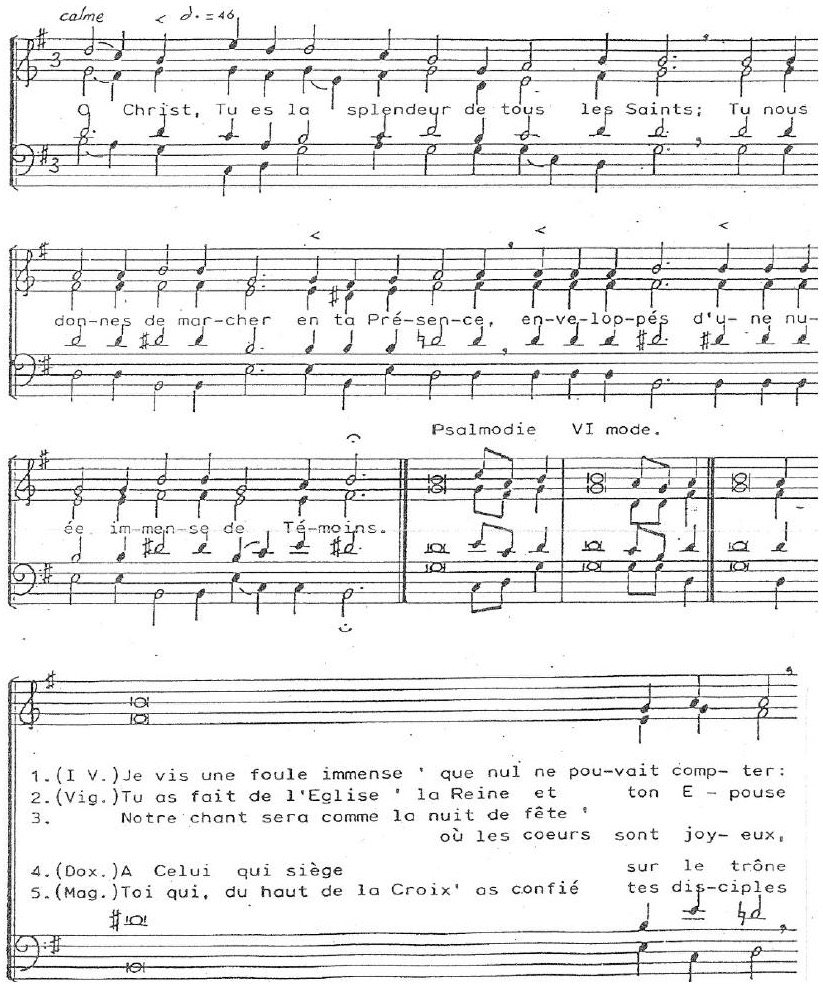 calme < d. = 46
O Christ, Tu es la splendeur de tous les Saints; Tu nous
don-nes de mar-cher en ta Pré-sen-ce, en-ve-lop-pés d'u- ne nu-
Psalmodie VI mode.
ée im-men-se de Té-moins.
1.(I V.)Je vis une foule immense ' que nul ne pou-vait comp- ter:
2.(Vig.)Tu as fait de l'Eglise ' la Reine et ton E - pouse
3. Notre chant sera comme la nuit de fête '
où les coeurs sont joy- eux,
4.(Dox.)A Celui qui siège sur le trône
5.(Mag.)Toi qui, du haut de la Croix' as confié tes dis-ciples